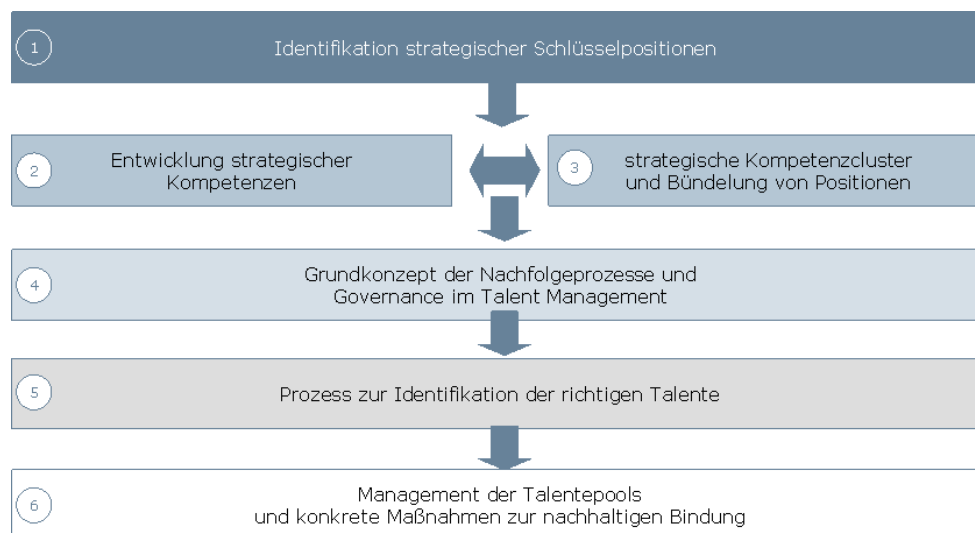 1
Identifikation strategischer Schlüsselpositionen
2
Entwicklung strategischer
Kompetenzen
3
strategische Kompetenzcluster
und Bündelung von Positionen
4
Grundkonzept der Nachfolgeprozesse und
Governance im Talent Management
5
Prozess zur Identifikation der richtigen Talente
6
Management der Talentepools
und konkrete Maßnahmen zur nachhaltigen Bindung